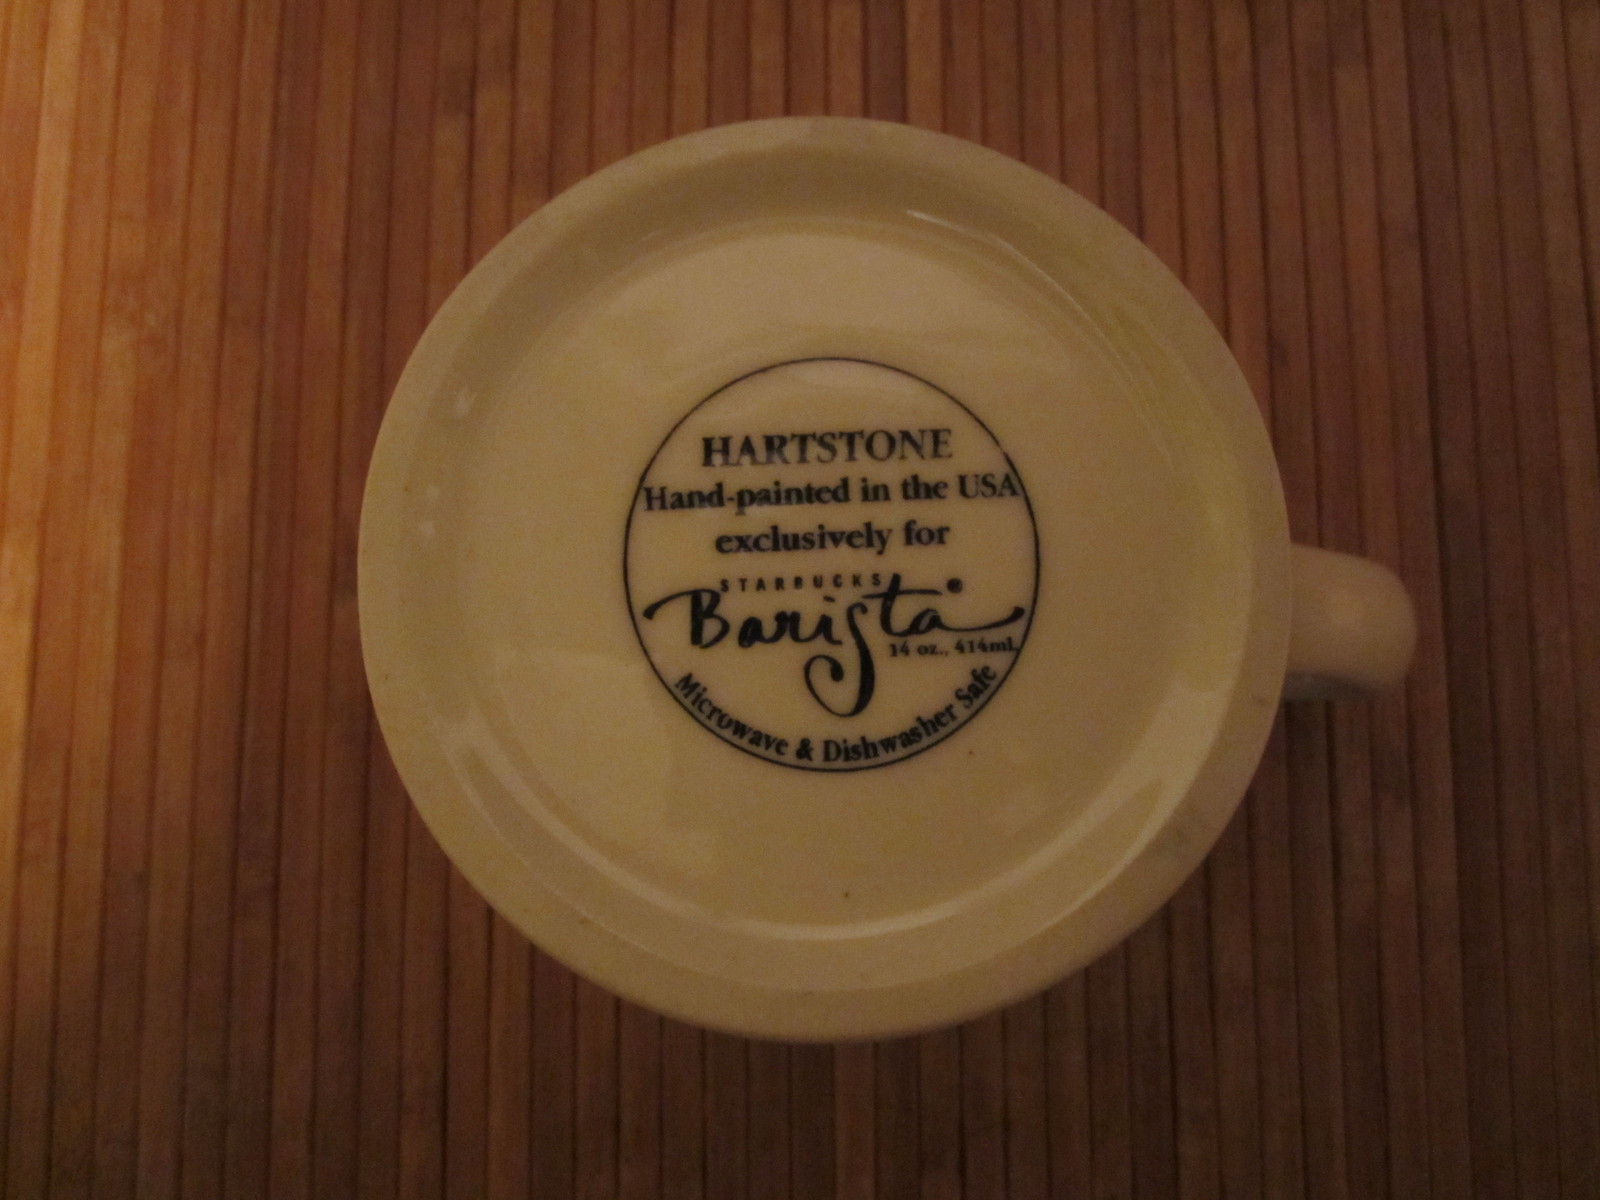 HARTSTONE
Hand-painted in the USA
exclusively for
STARBUCKS
Barista®
14 oz., 414ml.
Microwave & Dishwasher Safe